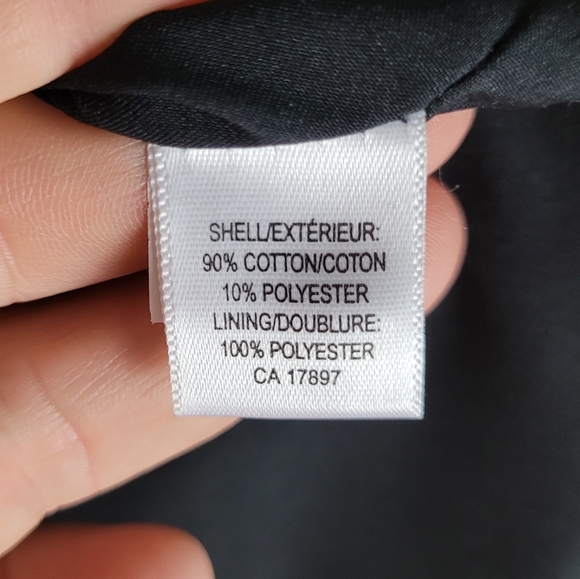 SHELL/EXTÉRIEUR:
90% COTTON/COTON
10% POLYESTER
LINING/DOUBLURE:
100% POLYESTER
CA 17897